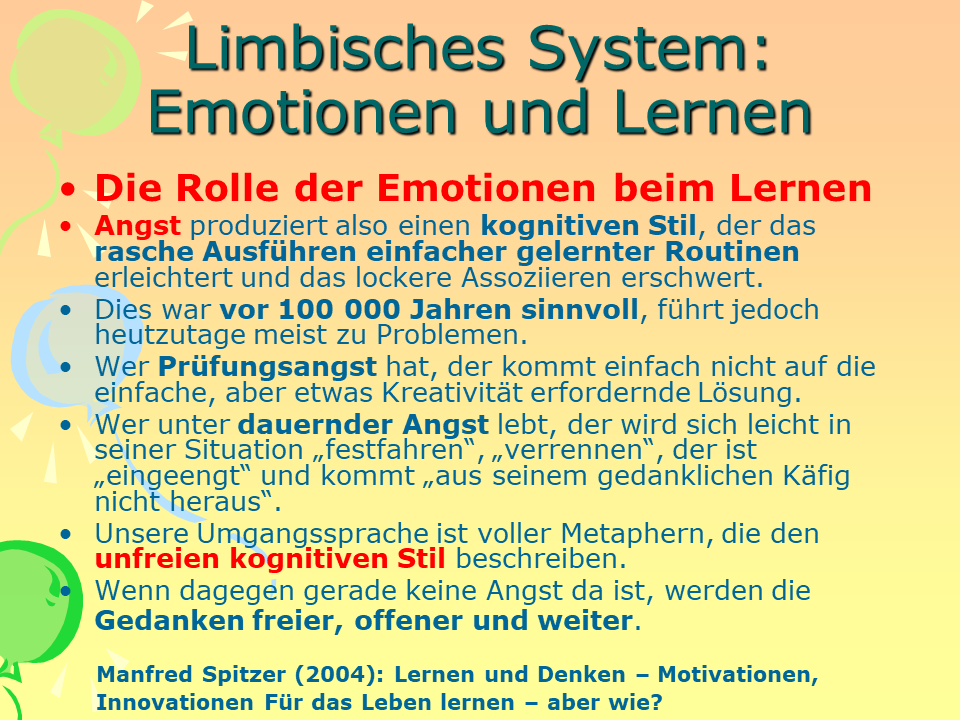 Limbisches System:
Emotionen und Lernen
• Die Rolle der Emotionen beim Lernen
• Angst produziert also einen kognitiven Stil, der das
rasche Ausführen einfacher gelernter Routinen
erleichtert und das lockere Assoziieren erschwert.
• Dies war vor 100 000 Jahren sinnvoll, führt jedoch
heutzutage meist zu Problemen.
• Wer Prüfungsangst hat, der kommt einfach nicht auf die
einfache, aber etwas Kreativität erfordernde Lösung.
• Wer unter dauernder Angst lebt, der wird sich leicht in
seiner Situation „festfahren“, „verrennen“, der ist
„eingeengt“ und kommt „aus seinem gedanklichen Käfig
nicht heraus“.
• Unsere Umgangssprache ist voller Metaphern, die den
unfreien kognitiven Stil beschreiben.
• Wenn dagegen gerade keine Angst da ist, werden die
Gedanken freier, offener und weiter.
Manfred Spitzer (2004): Lernen und Denken – Motivationen,
Innovationen Für das Leben lernen – aber wie?